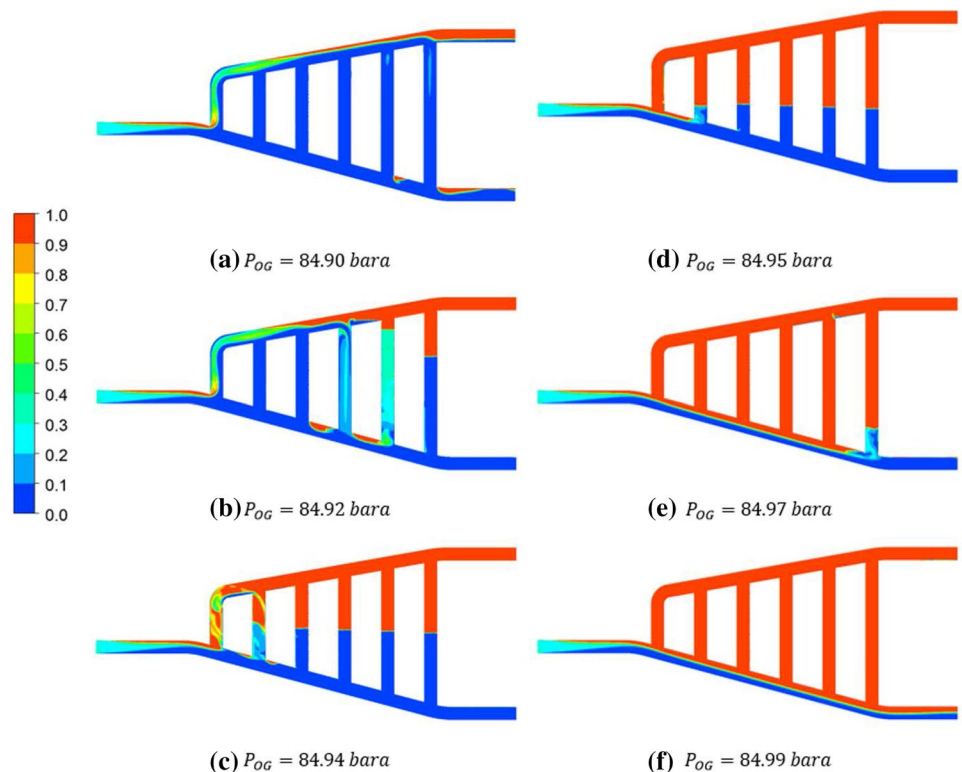 (a) P_OG = 84.90 bara
(d) P_OG = 84.95 bara
1.0
0.9
0.8
0.7
0.6
0.5
0.4
0.3
0.2
0.1
0.0
(b) P_OG = 84.92 bara
(e) P_OG = 84.97 bara
(c) P_OG = 84.94 bara
(f) P_OG = 84.99 bara